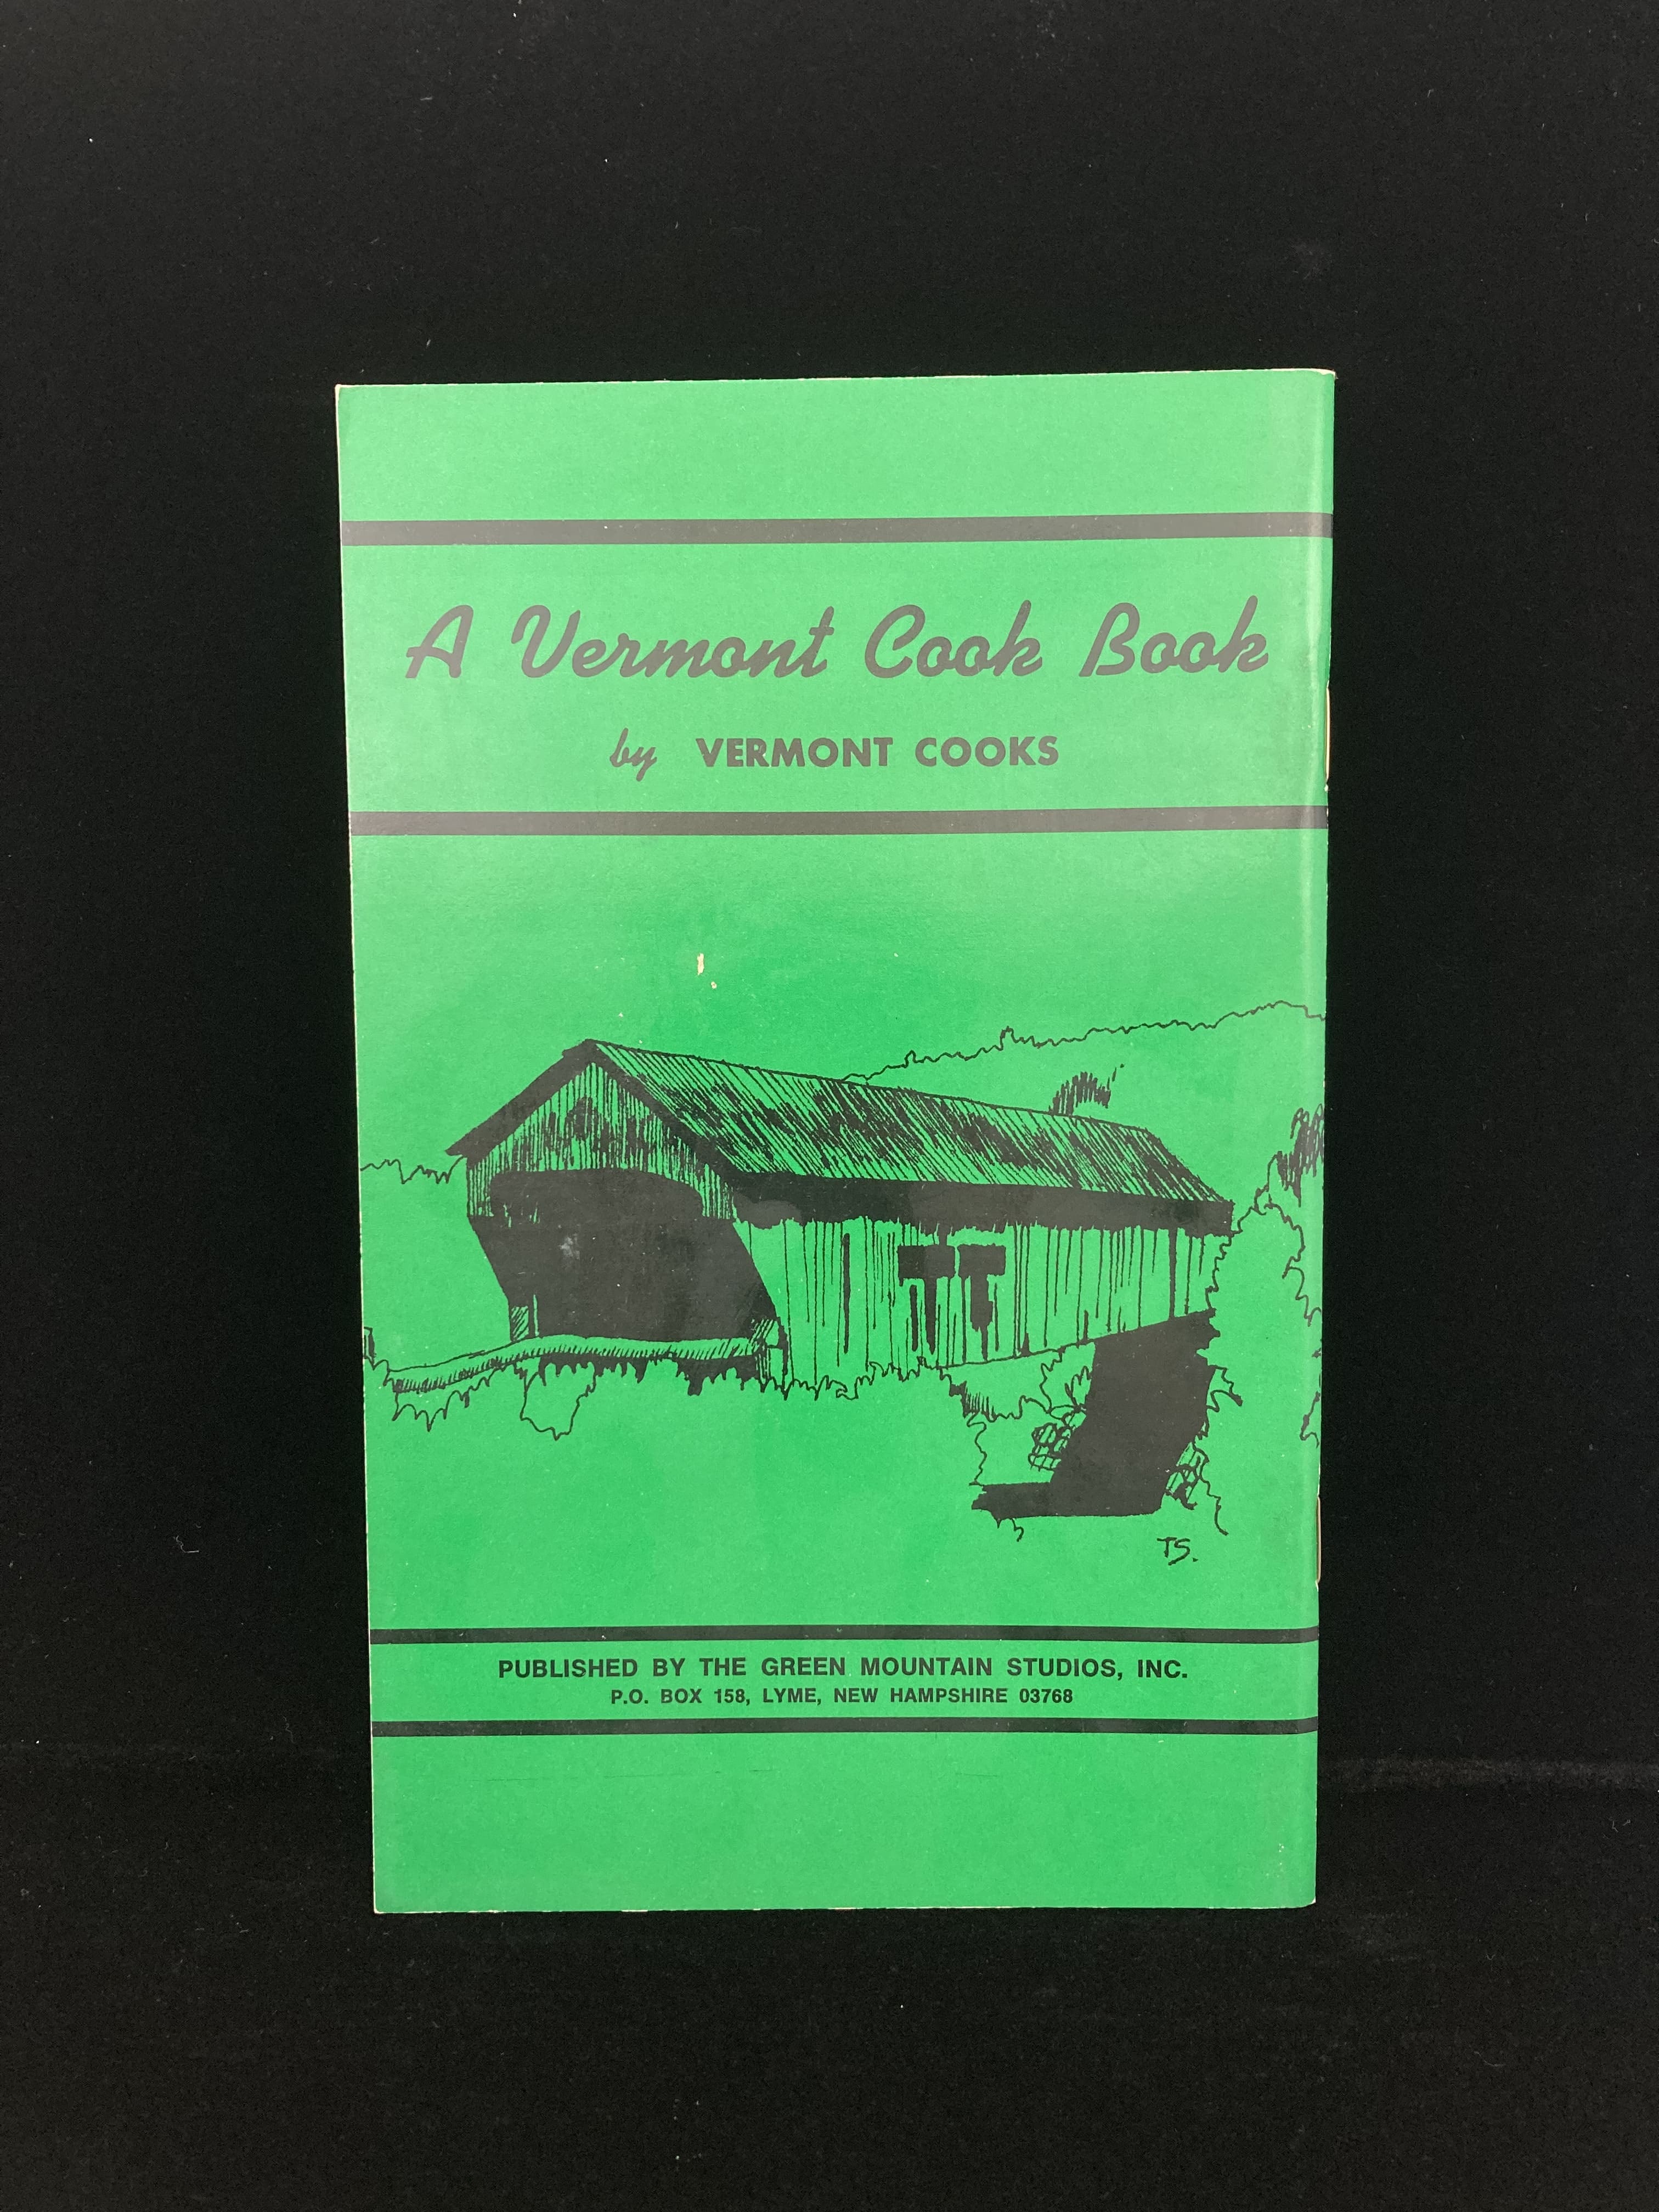 A Vermont Cook Book
by VERMONT COOKS
TS.
PUBLISHED BY THE GREEN MOUNTAIN STUDIOS, INC.
P.O. BOX 158, LYME, NEW HAMPSHIRE 03768